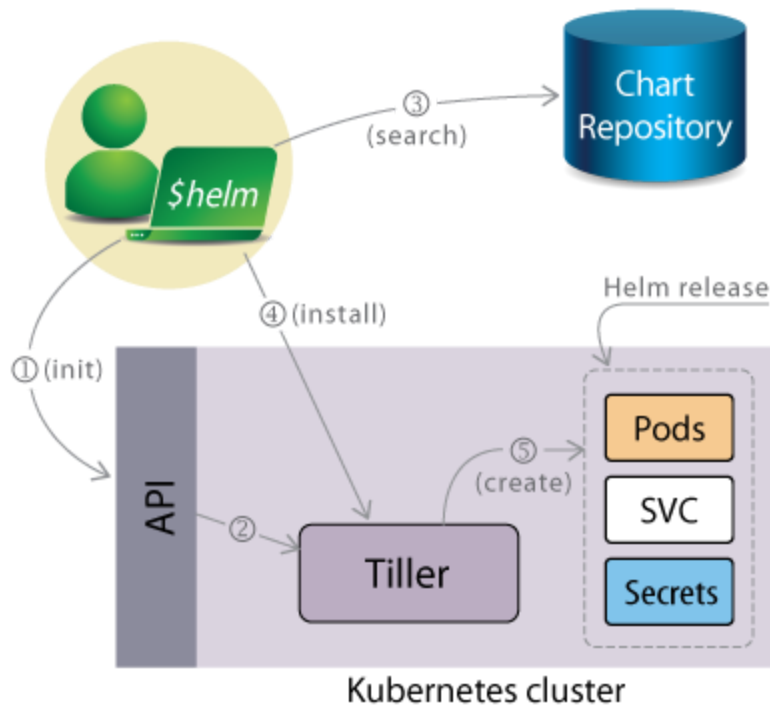 Chart
Repository
③
(search)
$helm
Helm release
④ (install)
① (init)
Pods
⑤
(create)
API
SVC
②
Tiller
Secrets
Kubernetes cluster